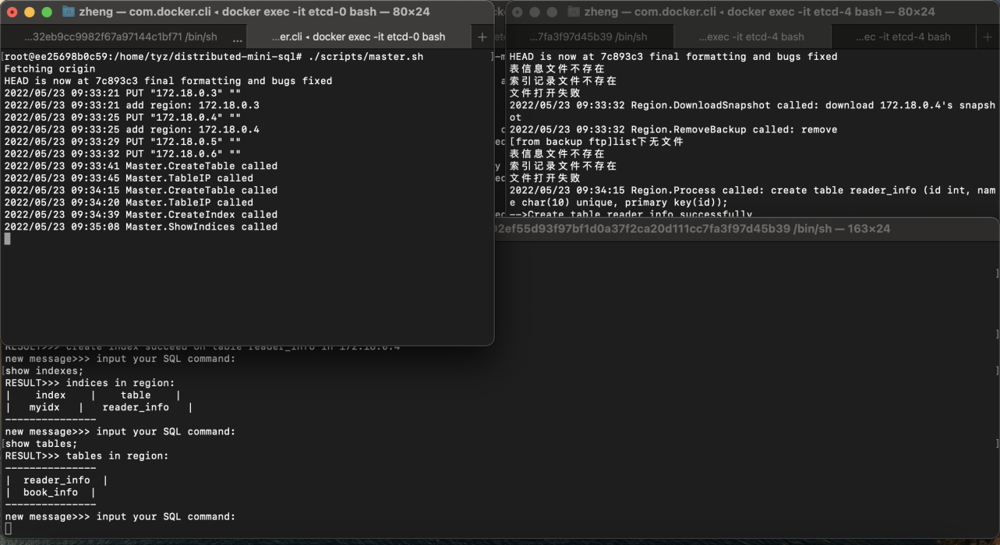 zheng — com.docker.cli ◂ docker exec -it etcd-0 bash — 80×24
...32eb9cc9982f67a97144c1bf71 /bin/sh ...
...er.cli ◂ docker exec -it etcd-0 bash +
[root@ee25698b0c59:/home/tyz/distributed-mini-sql# ./scripts/master.sh ]
Fetching origin
HEAD is now at 7c893c3 final formatting and bugs fixed
2022/05/23 09:33:21 PUT "172.18.0.3" ""
2022/05/23 09:33:21 add region: 172.18.0.3
2022/05/23 09:33:25 PUT "172.18.0.4" ""
2022/05/23 09:33:25 add region: 172.18.0.4
2022/05/23 09:33:29 PUT "172.18.0.5" ""
2022/05/23 09:33:32 PUT "172.18.0.6" ""
2022/05/23 09:33:41 Master.CreateTable called
2022/05/23 09:33:45 Master.TableIP called
2022/05/23 09:34:15 Master.CreateTable called
2022/05/23 09:34:20 Master.TableIP called
2022/05/23 09:34:39 Master.CreateIndex called
2022/05/23 09:35:08 Master.ShowIndices called
zheng — com.docker.cli ◂ docker exec -it etcd-4 bash — 80×24
...7fa3f97d45b39 /bin/sh
...exec -it etcd-4 bash
...ec -it etcd-4 bash +
HEAD is now at 7c893c3 final formatting and bugs fixed
表信息文件不存在
索引记录文件不存在
文件打开失败
2022/05/23 09:33:32 Region.DownloadSnapshot called: download 172.18.0.4's snapsh
ot
2022/05/23 09:33:32 Region.RemoveBackup called: remove
[from backup ftp]list下无文件
表信息文件不存在
索引记录文件不存在
文件打开失败
2022/05/23 09:34:15 Region.Process called: create table reader_info (id int, nam
e char(10) unique, primary key(id));
-->Create table reader_info successfully
2ef55d93f97bf1d0a37f2ca20d111cc7fa3f97d45b39 /bin/sh — 163×24
RESULT>>> create index succeed on table reader_info in 172.18.0.4
new message>>> input your SQL command:
[show indexes; ]
RESULT>>> indices in region:
| index | table |
| myidx | reader_info |
---------------
new message>>> input your SQL command:
[show tables; ]
RESULT>>> tables in region:
---------------
| reader_info |
| book_info |
---------------
new message>>> input your SQL command: